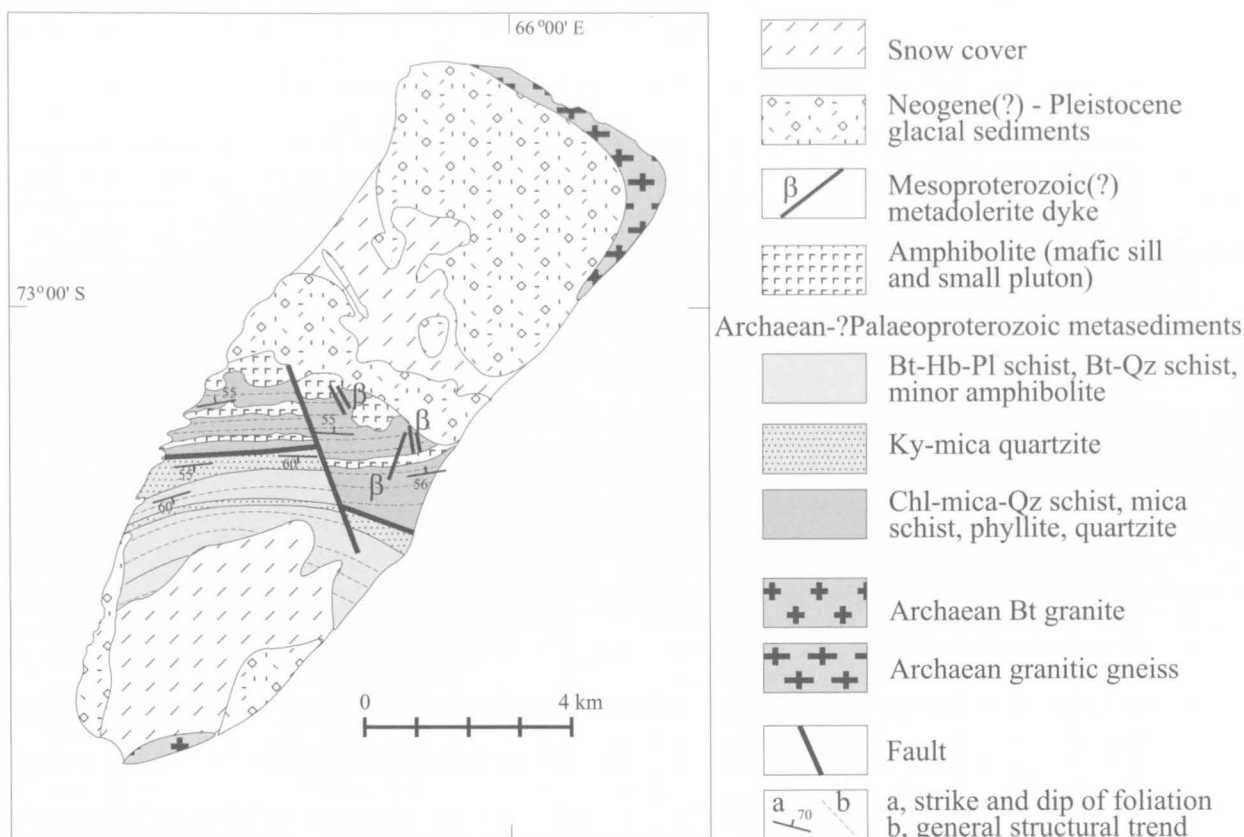 66°00' E
73°00' S
55
β
55
β
60
55
β
56
60
0 4 km
Snow cover
Neogene(?) - Pleistocene
glacial sediments
β
Mesoproterozoic(?)
metadolerite dyke
Amphibolite (mafic sill
and small pluton)
Archaean-?Palaeoproterozoic metasediments
Bt-Hb-Pl schist, Bt-Qz schist,
minor amphibolite
Ky-mica quartzite
Chl-mica-Qz schist, mica
schist, phyllite, quartzite
Archaean Bt granite
Archaean granitic gneiss
Fault
a 70 b
a, strike and dip of foliation
b, general structural trend